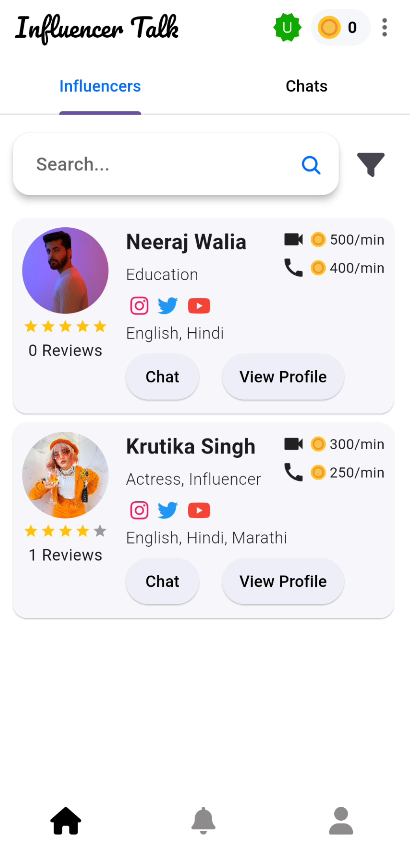 Influencer Talk
U
0
Influencers
Chats
Search...
Neeraj Walia
500/min
Education
400/min
English, Hindi
0 Reviews
Chat
View Profile
Krutika Singh
300/min
Actress, Influencer
250/min
English, Hindi, Marathi
1 Reviews
Chat
View Profile